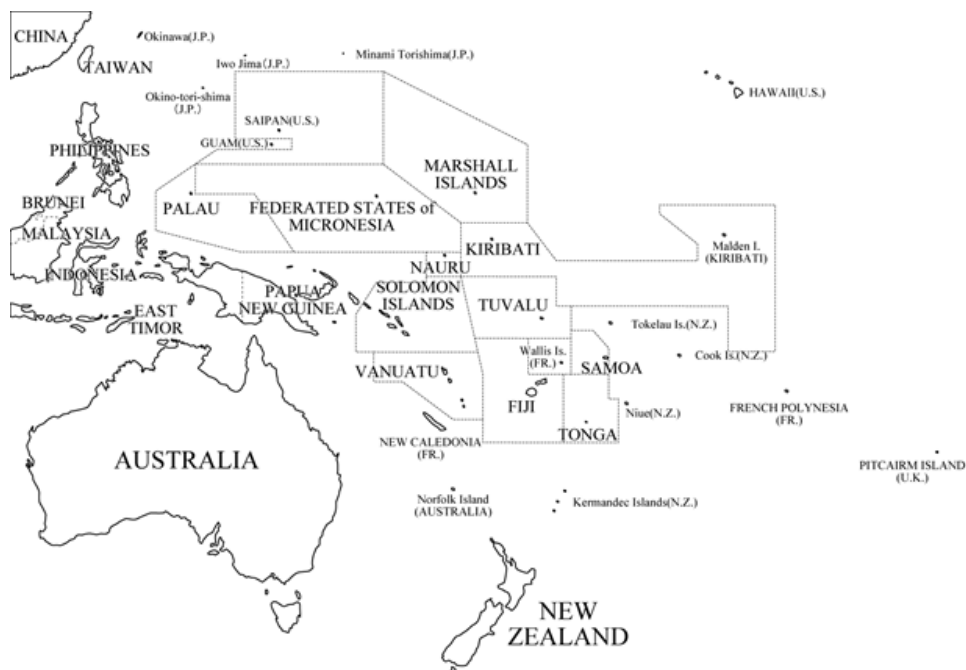 CHINA
Okinawa(J.P.)
TAIWAN
Iwo Jima (J.P.)
Minami Torishima(J.P.)
Okino-tori-shima
(J.P.)
HAWAII(U.S.)
SAIPAN(U.S.)
GUAM(U.S.)
PHILIPPINES
MARSHALL
ISLANDS
BRUNEI
PALAU
FEDERATED STATES of
MICRONESIA
MALAYSIA
KIRIBATI
Malden I.
(KIRIBATI)
INDONESIA
NAURU
PAPUA
NEW GUINEA
SOLOMON
ISLANDS
TUVALU
EAST
TIMOR
Tokelau Is.(N.Z.)
Wallis Is.
(FR.)
Cook Is.(N.Z.)
SAMOA
VANUATU
FIJI
FRENCH POLYNESIA
(FR.)
Niue(N.Z.)
TONGA
NEW CALEDONIA
(FR.)
AUSTRALIA
PITCAIRM ISLAND
(U.K.)
Norfolk Island
(AUSTRALIA)
Kermandec Islands(N.Z.)
NEW
ZEALAND